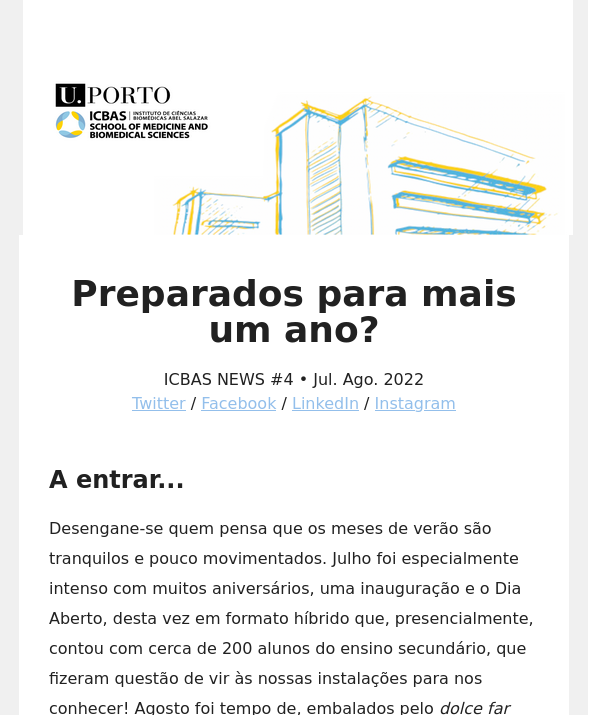 U. PORTO
ICBAS INSTITUTO DE CIÊNCIAS
BIOMÉDICAS ABEL SALAZAR
SCHOOL OF MEDICINE AND
BIOMEDICAL SCIENCES
Preparados para mais
um ano?
ICBAS NEWS #4 • Jul. Ago. 2022
Twitter / Facebook / LinkedIn / Instagram
A entrar...
Desengane-se quem pensa que os meses de verão são
tranquilos e pouco movimentados. Julho foi especialmente
intenso com muitos aniversários, uma inauguração e o Dia
Aberto, desta vez em formato híbrido que, presencialmente,
contou com cerca de 200 alunos do ensino secundário, que
fizeram questão de vir às nossas instalações para nos
conhecer! Agosto foi tempo de, embalados pelo dolce far